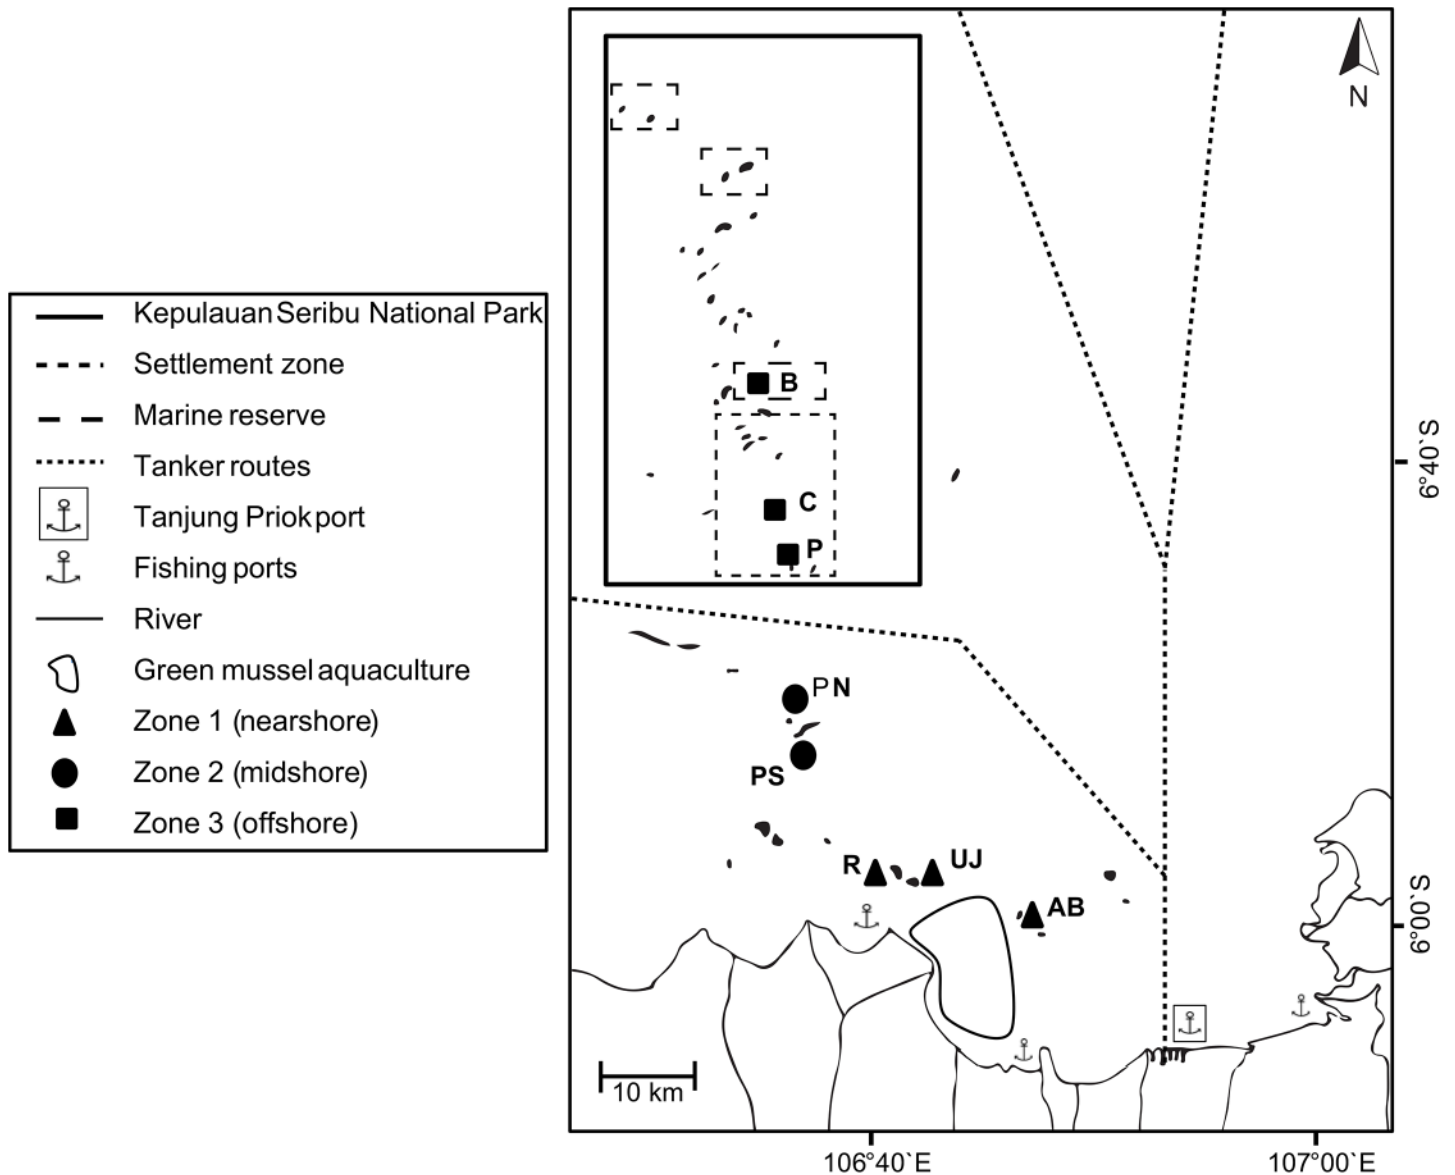 Kepulauan Seribu National Park
Settlement zone
Marine reserve
Tanker routes
Tanjung Priok port
Fishing ports
River
Green mussel aquaculture
Zone 1 (nearshore)
Zone 2 (midshore)
Zone 3 (offshore)
N
B
C
P
PN
PS
R
UJ
AB
10 km
6°40`S
6°00`S
106°40`E
107°00`E